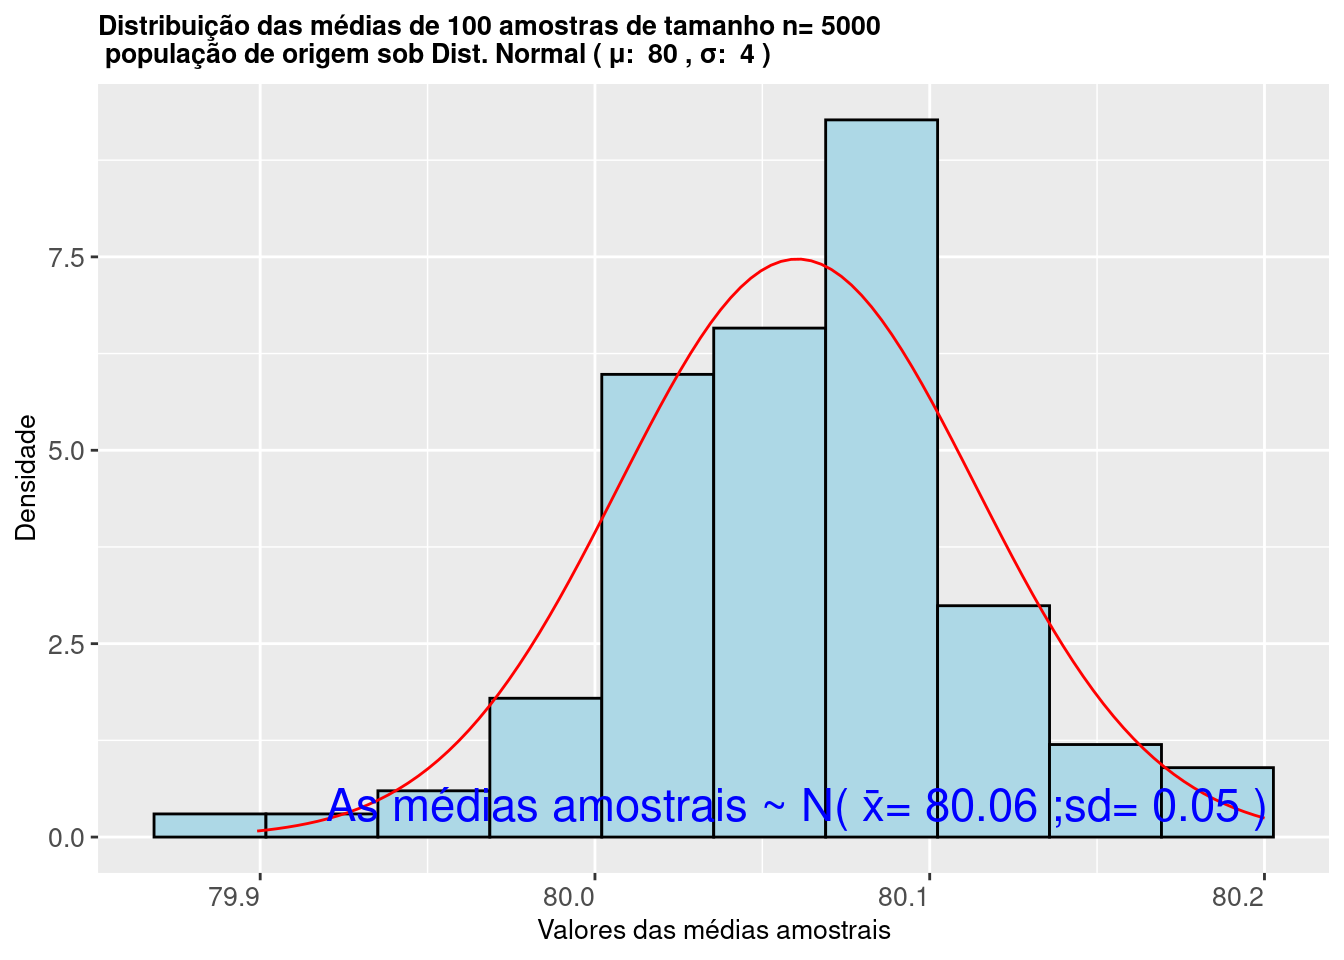 Distribuição das médias de 100 amostras de tamanho n= 5000
população de origem sob Dist. Normal ( μ:  80 , σ:  4 )
Densidade
7.5
5.0
2.5
0.0
As médias amostrais ~ N( x̄= 80.06 ;sd= 0.05 )
79.9
80.0
80.1
80.2
Valores das médias amostrais